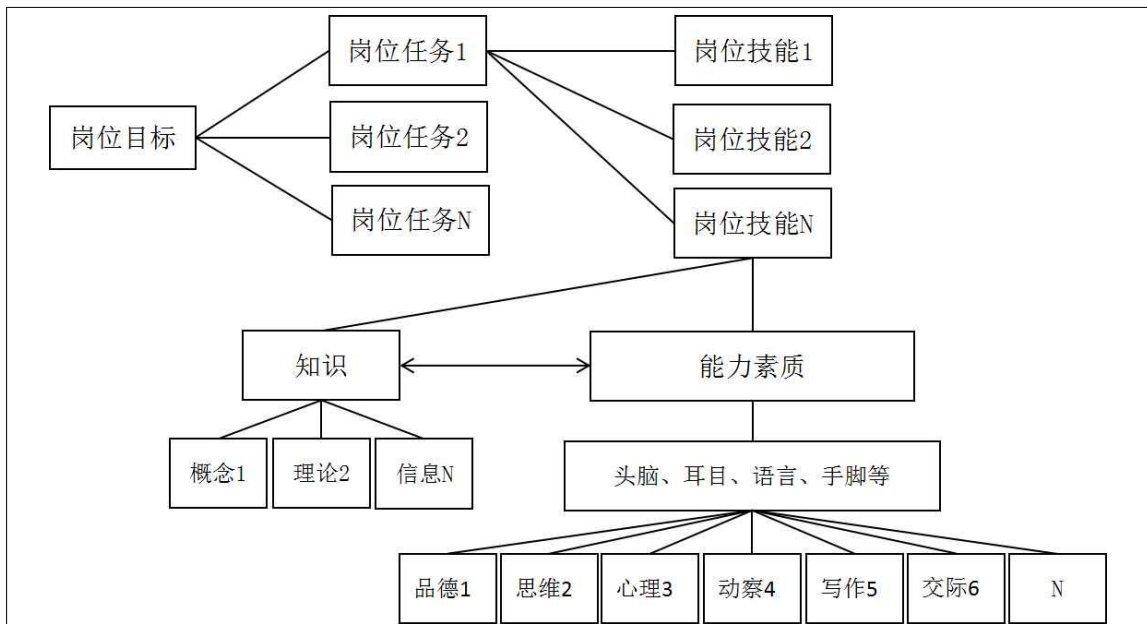 岗位任务1
岗位技能1
岗位目标
岗位任务2
岗位技能2
岗位任务N
岗位技能N
知识
能力素质
概念1
理论2
信息N
头脑、耳目、语言、手脚等
品德1
思维2
心理3
动察4
写作5
交际6
N